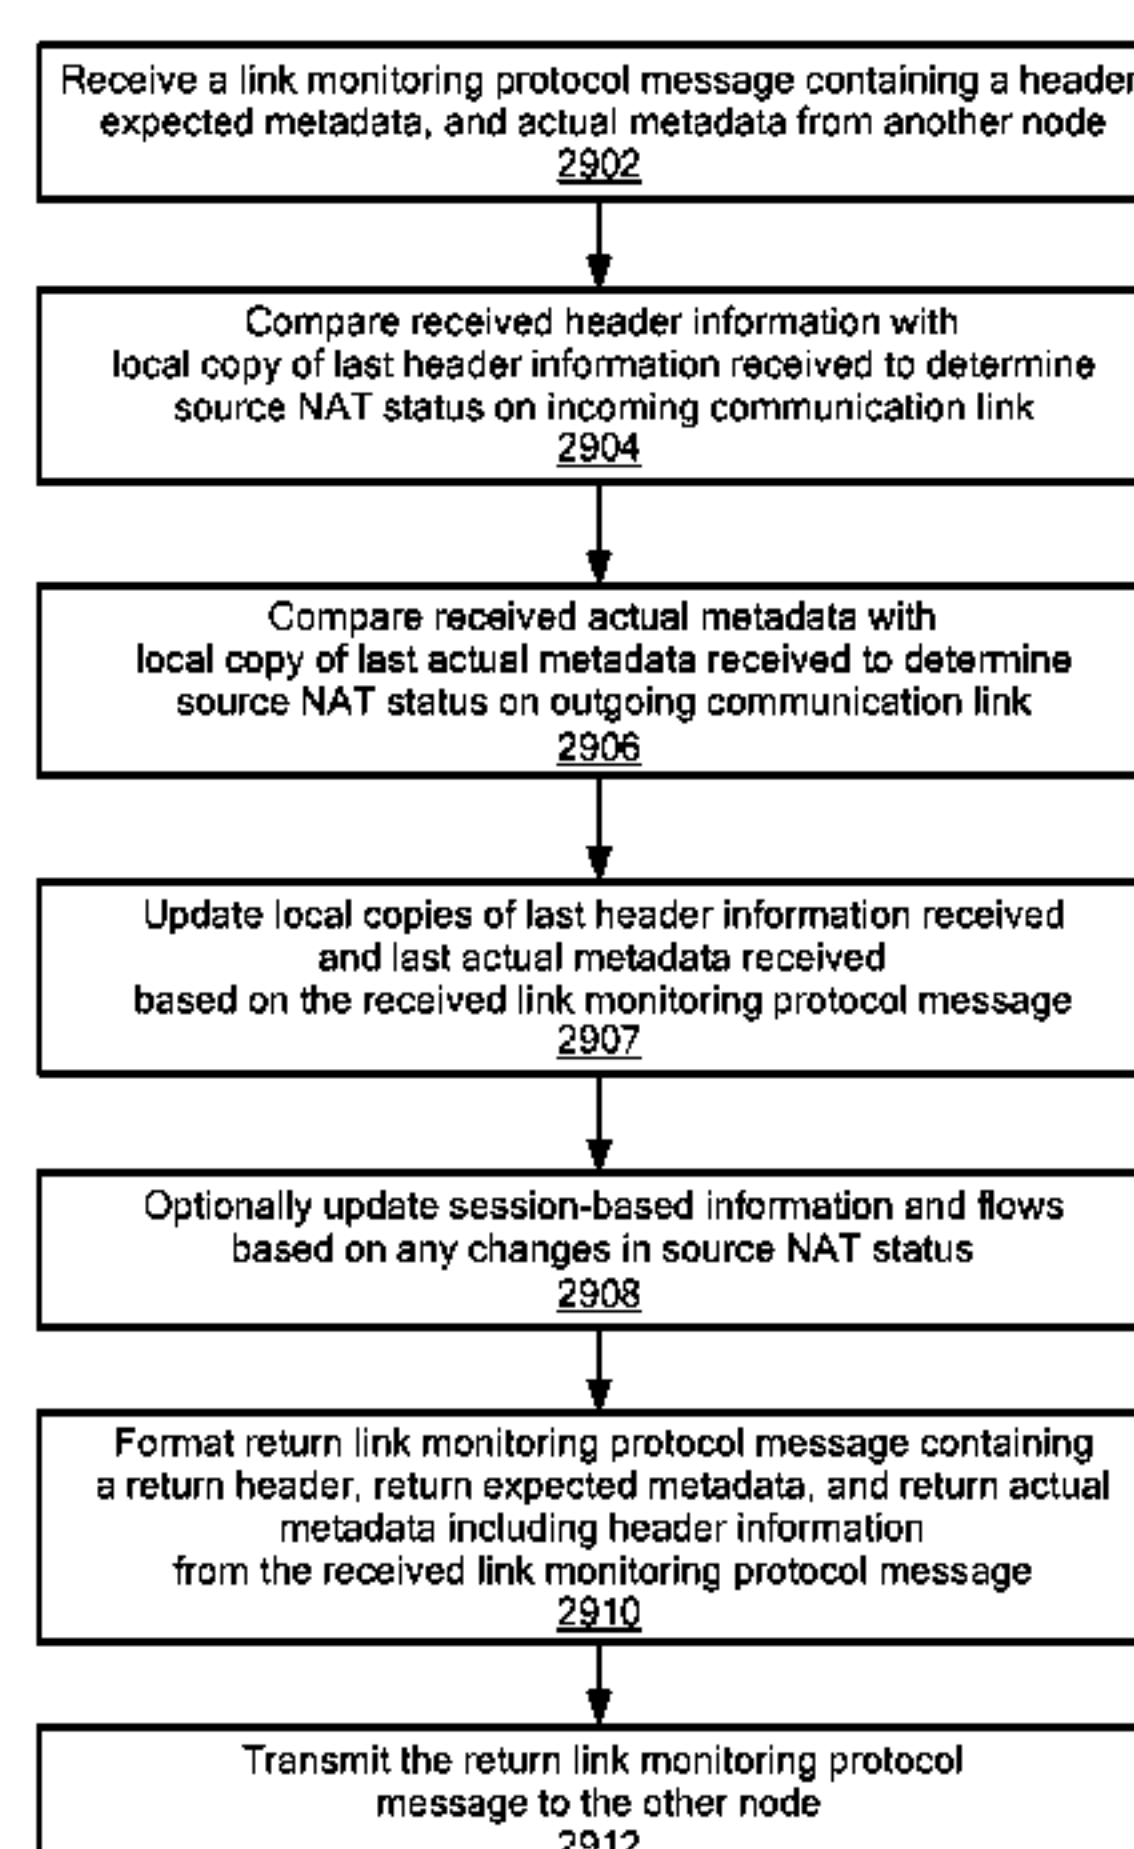 Receive a link monitoring protocol message containing a header
expected metadata, and actual metadata from another node
2902
Compare received header information with
local copy of last header information received to determine
source NAT status on incoming communication link
2904
Compare received actual metadata with
local copy of last actual metadata received to determine
source NAT status on outgoing communication link
2906
Update local copies of last header information received
and last actual metadata received
based on the received link monitoring protocol message
2907
Optionally update session-based information and flows
based on any changes in source NAT status
2908
Format return link monitoring protocol message containing
a return header, return expected metadata, and return actual
metadata including header information
from the received link monitoring protocol message
2910
Transmit the return link monitoring protocol
message to the other node
2912